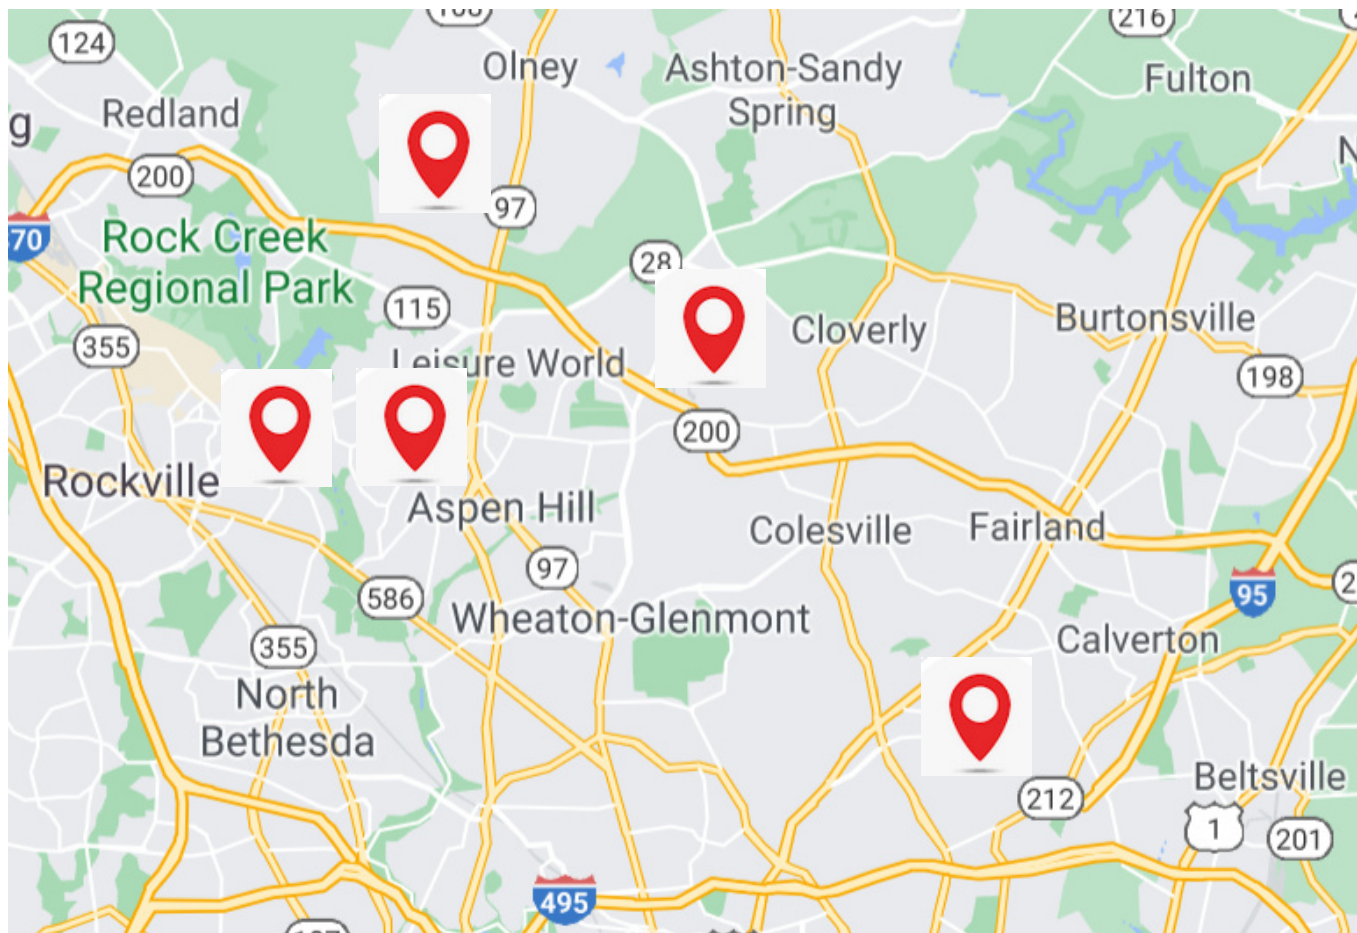 216
124
Olney
Ashton-Sandy
Spring
Fulton
g
Redland
N
200
97
70
Rock Creek
Regional Park
28
115
Cloverly
Burtonsville
355
Leisure World
198
200
Rockville
Aspen Hill
Colesville
Fairland
97
586
95
2
Wheaton-Glenmont
355
Calverton
North
Bethesda
Beltsville
212
1
201
495